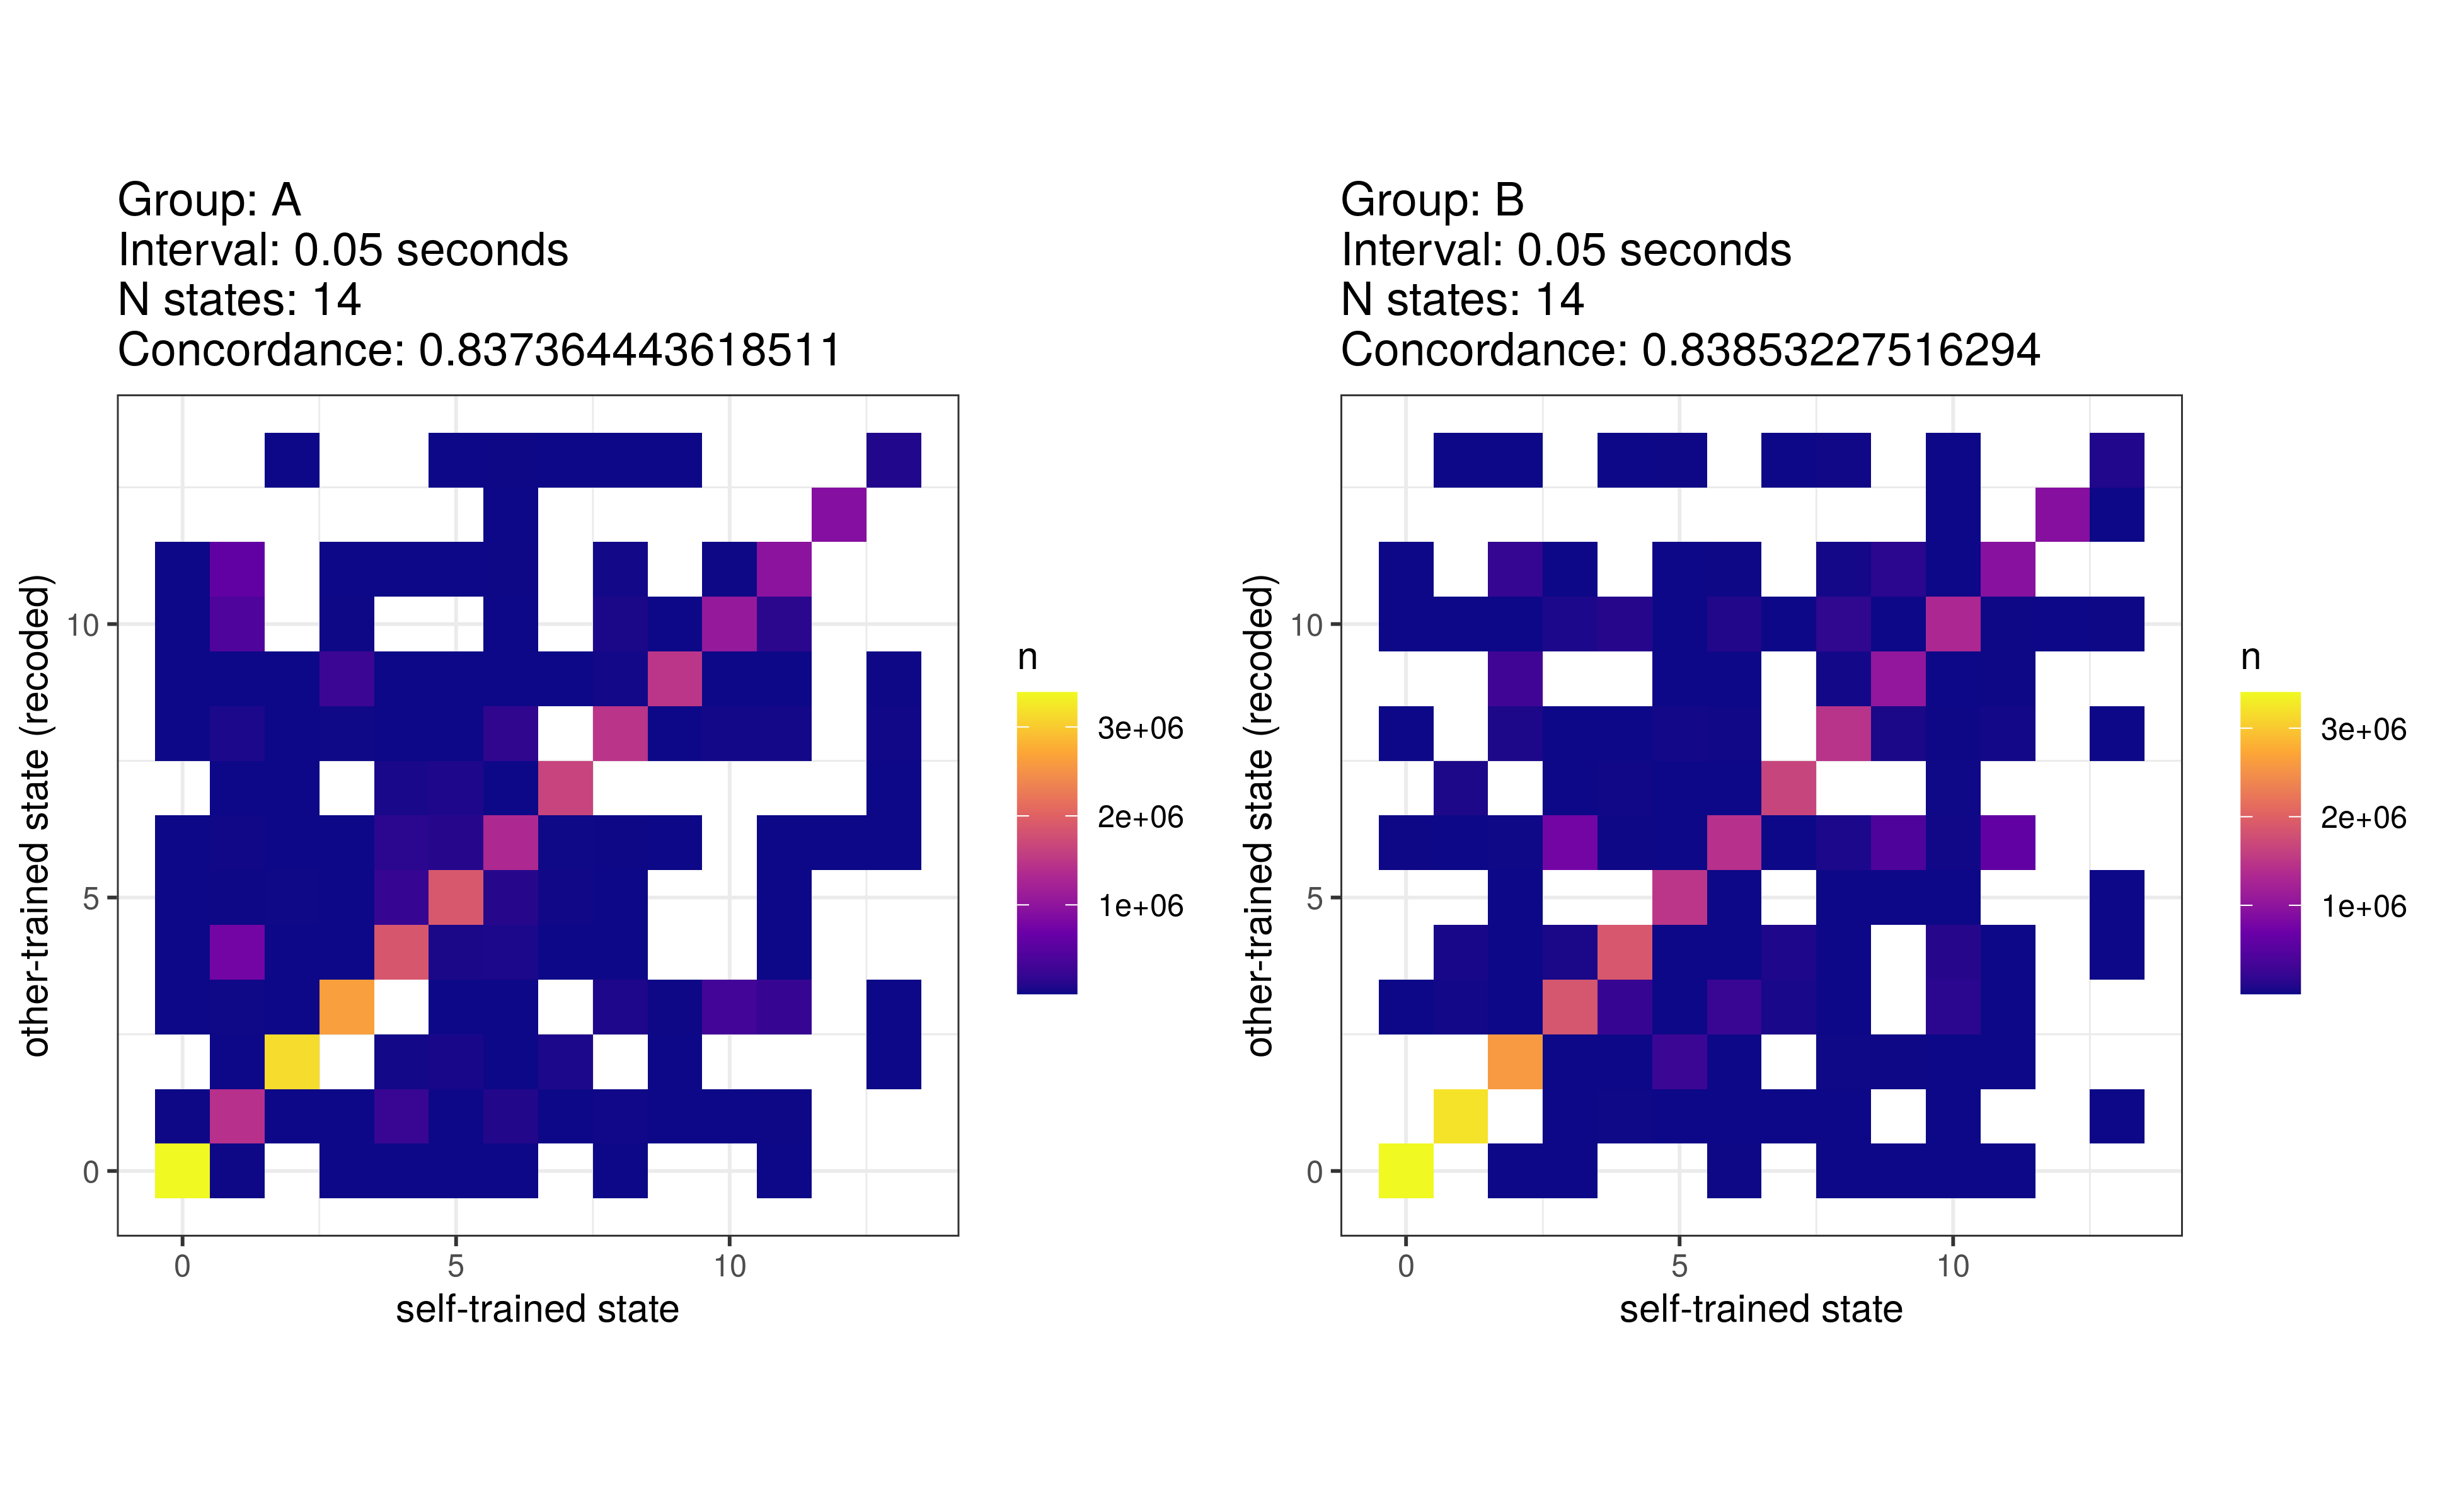 Group: A
Interval: 0.05 seconds
N states: 14
Concordance: 0.837364443618511
other-trained state (recoded)
10
5
0
0
5
10
self-trained state
n
3e+06
2e+06
1e+06
Group: B
Interval: 0.05 seconds
N states: 14
Concordance: 0.83853227516294
other-trained state (recoded)
10
5
0
0
5
10
self-trained state
n
3e+06
2e+06
1e+06